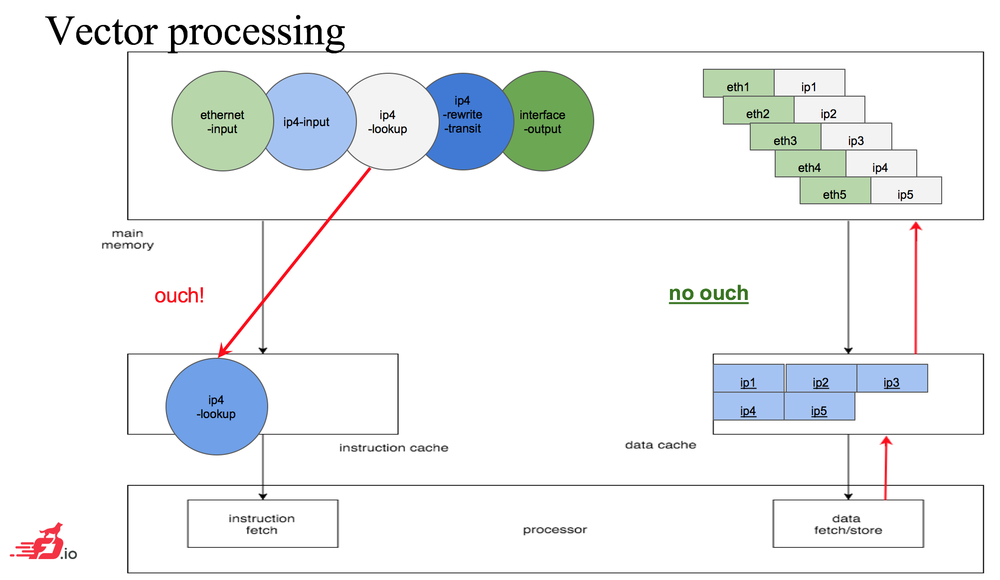 Vector processing
ethernet
-input
ip4-input
ip4
-lookup
ip4
-rewrite
-transit
interface
-output
eth1 ip1
eth2 ip2
eth3 ip3
eth4 ip4
eth5 ip5
main
memory
ouch!
no ouch
ip4
-lookup
ip1 ip2 ip3
ip4 ip5
instruction cache
data cache
instruction
fetch
processor
data
fetch/store
.io